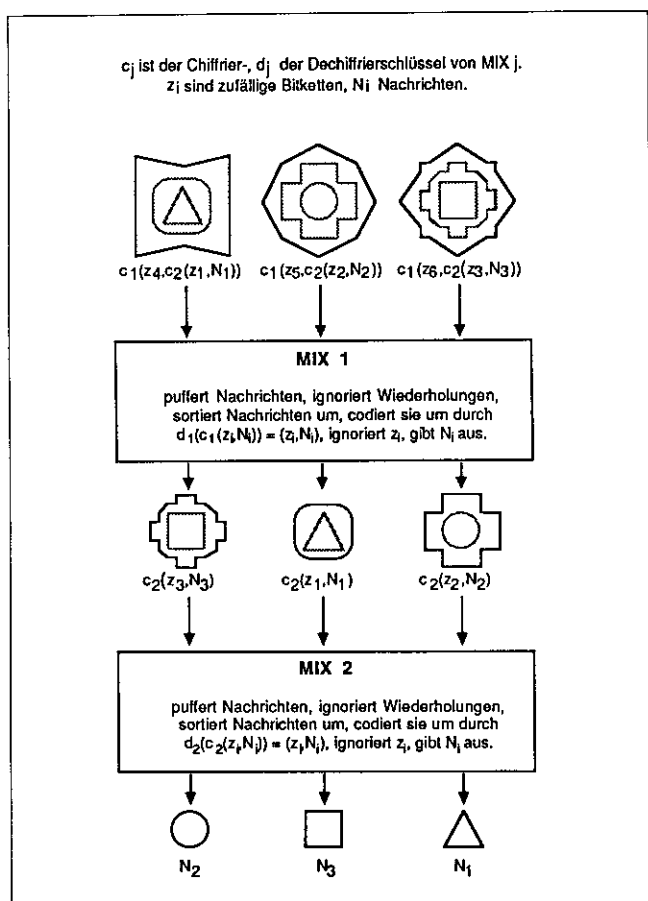 cj ist der Chiffrier-, dj der Dechiffrierschlüssel von MIX j.
zi sind zufällige Bitketten, Ni Nachrichten.
c1(z4,c2(z1,N1)) c1(z5,c2(z2,N2)) c1(z6,c2(z3,N3))
MIX 1
puffert Nachrichten, ignoriert Wiederholungen,
sortiert Nachrichten um, codiert sie um durch
d1(c1(zi,Ni)) = (zi,Ni), ignoriert zi, gibt Ni aus.
c2(z3,N3) c2(z1,N1) c2(z2,N2)
MIX 2
puffert Nachrichten, ignoriert Wiederholungen,
sortiert Nachrichten um, codiert sie um durch
d2(c2(zi,Ni)) = (zi,Ni), ignoriert zi, gibt Ni aus.
N2 N3 N1